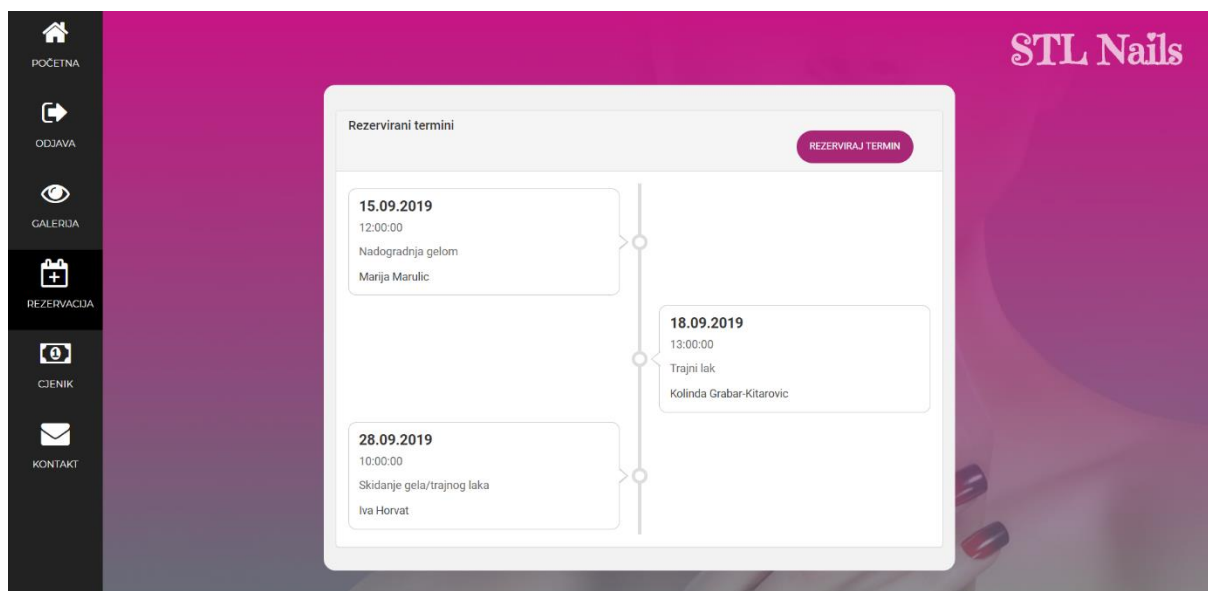 POČETNA
ODJAVA
GALERIJA
REZERVACIJA
CJENIK
KONTAKT
STL Nails
Rezervirani termini
REZERVIRAJ TERMIN
15.09.2019
12:00:00
Nadogradnja gelom
Marija Marulic
18.09.2019
13:00:00
Trajni lak
Kolinda Grabar-Kitarovic
28.09.2019
10:00:00
Skidanje gela/trajnog laka
Iva Horvat